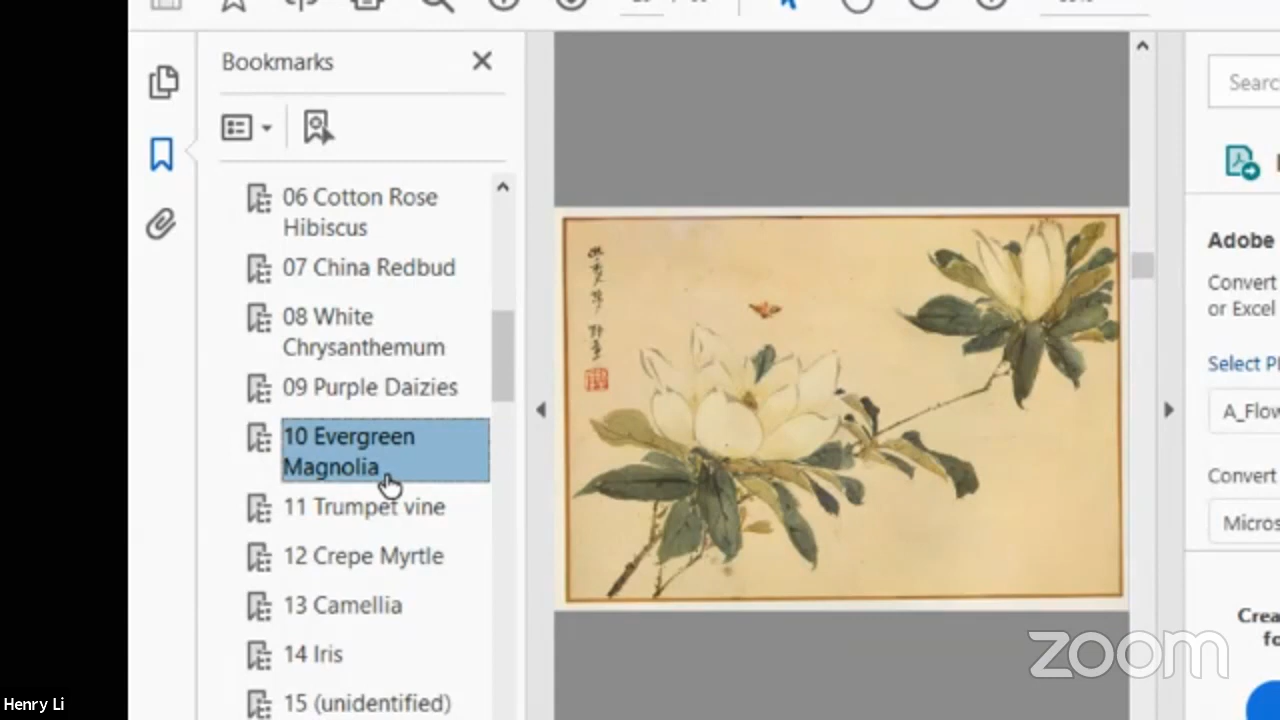 Bookmarks
06 Cotton Rose
Hibiscus
07 China Redbud
08 White
Chrysanthemum
09 Purple Daizies
10 Evergreen
Magnolia
11 Trumpet vine
12 Crepe Myrtle
13 Camellia
14 Iris
15 (unidentified)
Searc
Adobe
Convert
or Excel
Select P
A_Flow
Convert
Micros
Crea
fo
zoom
Henry Li